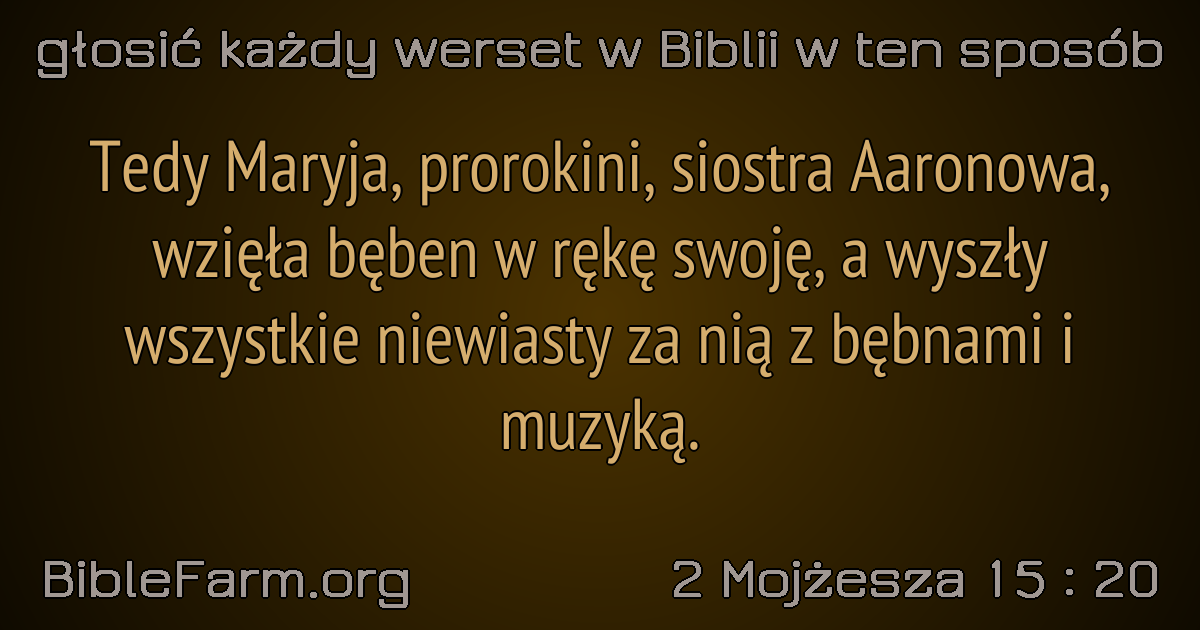 głosić każdy werset w Biblii w ten sposób
Tedy Maryja, prorokini, siostra Aaronowa,
wzięła bęben w rękę swoję, a wyszły
wszystkie niewiasty za nią z bębnami i
muzyką.
BibleFarm.org
2 Mojżesza 15 : 20